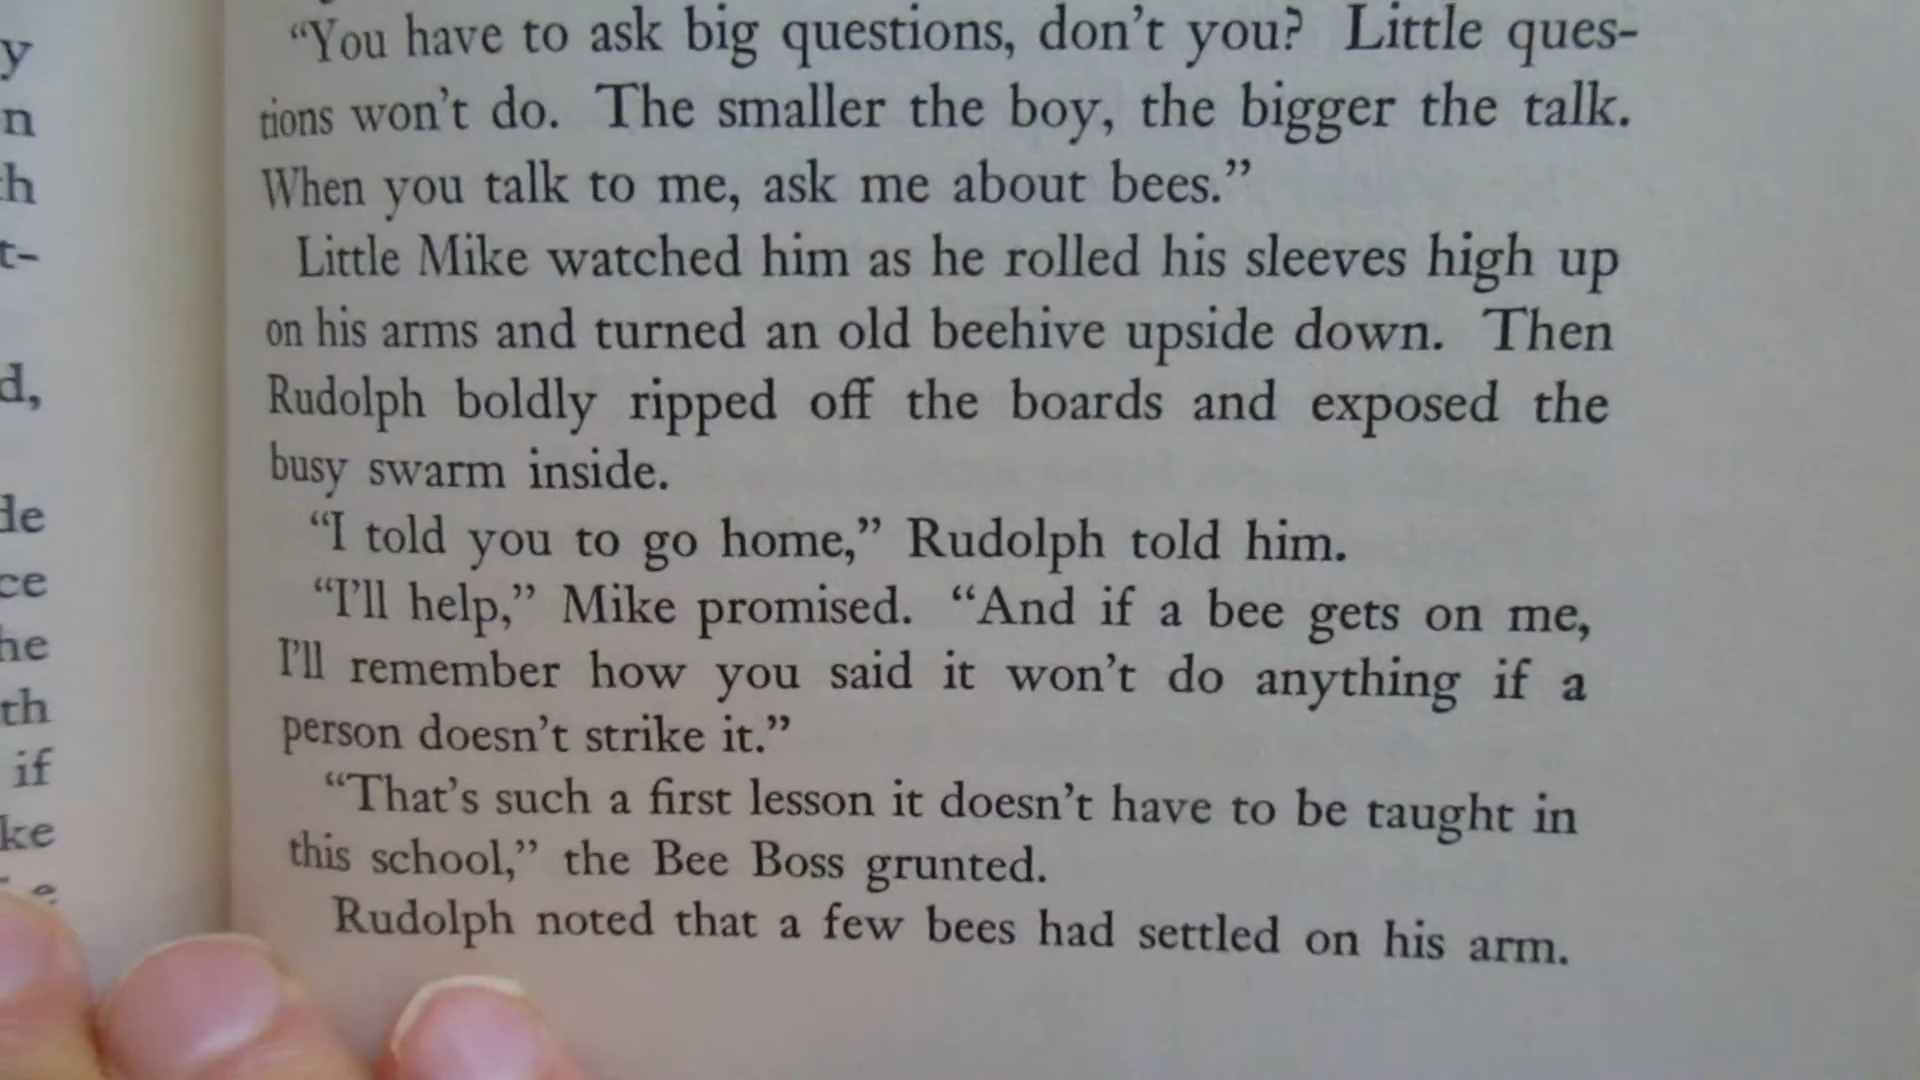 y
n
h
t-
d,
de
ce
he
th
if
ke
“You have to ask big questions, don’t you? Little ques-
tions won’t do. The smaller the boy, the bigger the talk.
When you talk to me, ask me about bees.”
Little Mike watched him as he rolled his sleeves high up
on his arms and turned an old beehive upside down. Then
Rudolph boldly ripped off the boards and exposed the
busy swarm inside.
“I told you to go home,” Rudolph told him.
“I’ll help,” Mike promised. “And if a bee gets on me,
I’ll remember how you said it won’t do anything if a
person doesn’t strike it.”
“That’s such a first lesson it doesn’t have to be taught in
this school,” the Bee Boss grunted.
Rudolph noted that a few bees had settled on his arm.